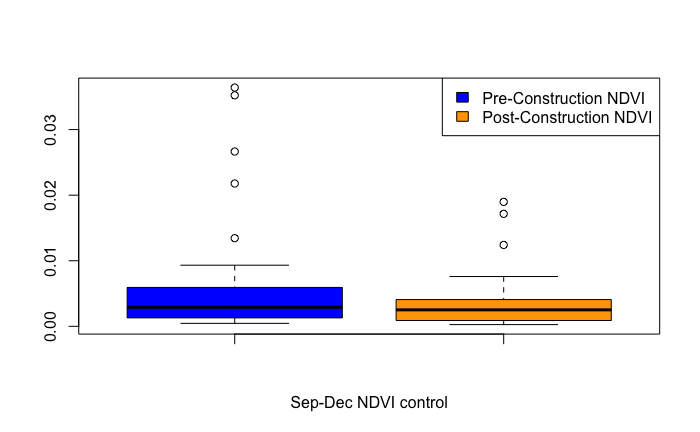 Pre-Construction NDVI
Post-Construction NDVI
0.03
0.02
0.01
0.00
Sep-Dec NDVI control